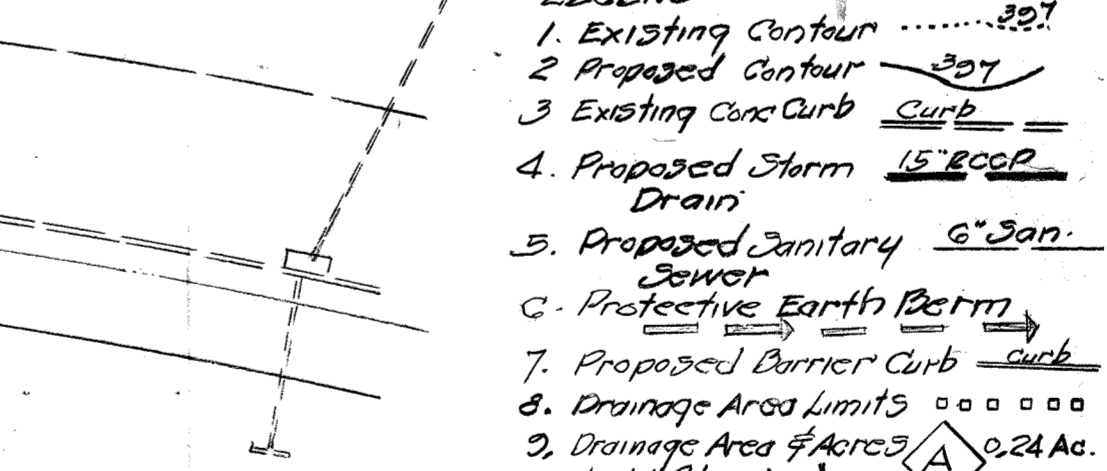 LEGEND
1. Existing Contour 397
2 Proposed Contour 397
3 Existing Conc Curb Curb
4. Proposed Storm 15" RCCP
Drain
5. Proposed Sanitary 6" San.
Sewer
6. Protective Earth Berm
7. Proposed Barrier Curb curb
8. Drainage Area Limits
9. Drainage Area & Acres A 0.24 Ac.